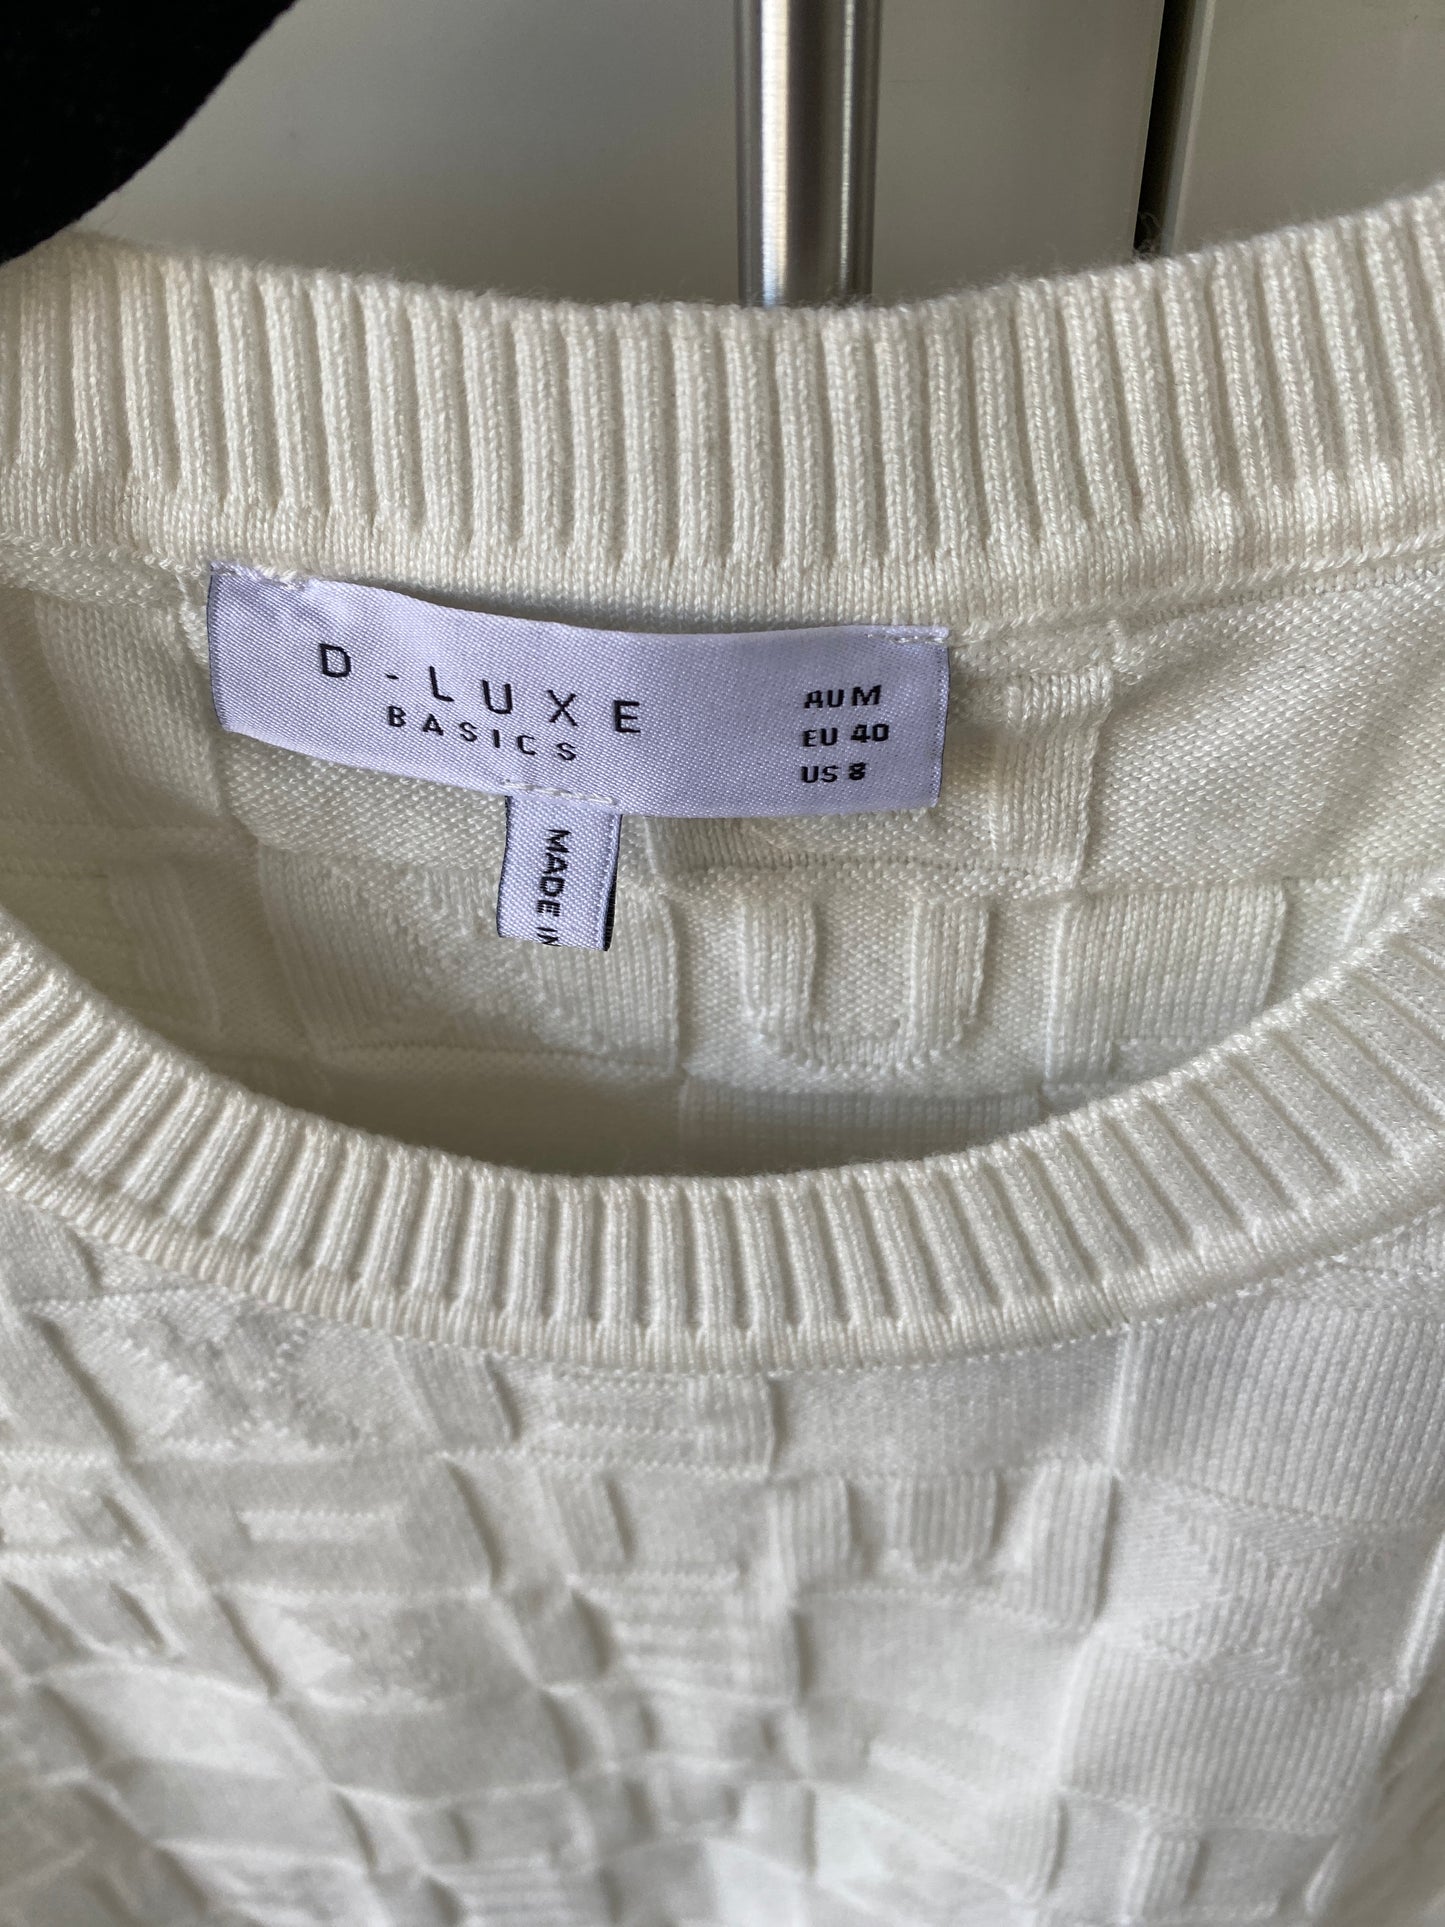 D-LUXE
BASICS
AU M
EU 40
US 8
MADE IN